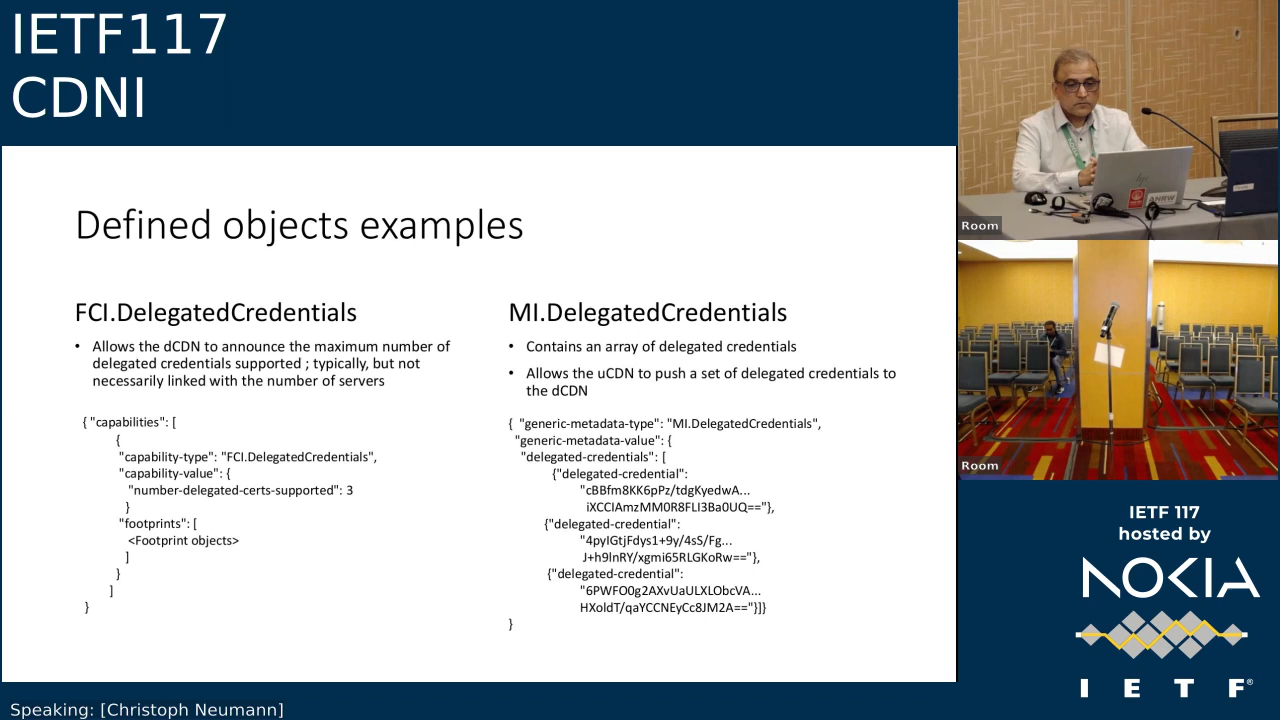 IETF117
CDNI
Defined objects examples
FCI.DelegatedCredentials
• Allows the dCDN to announce the maximum number of
delegated credentials supported ; typically, but not
necessarily linked with the number of servers
{ "capabilities": [
{
"capability-type": "FCI.DelegatedCredentials",
"capability-value": {
"number-delegated-certs-supported": 3
}
"footprints": [
<Footprint objects>
]
}
]
}
MI.DelegatedCredentials
• Contains an array of delegated credentials
• Allows the uCDN to push a set of delegated credentials to
the dCDN
{ "generic-metadata-type": "MI.DelegatedCredentials",
"generic-metadata-value": {
"delegated-credentials": [
{"delegated-credential":
"cBBfm8KK6pPz/tdgKyedwA...
iXCCIAmzMM0R8FLI3Ba0UQ=="},
{"delegated-credential":
"4pyIGtjFdys1+9y/4sS/Fg...
J+h9lnRY/xgmi65RLGKoRw=="},
{"delegated-credential":
"6PWFO0g2AXvUaULXLObcVA...
HXoldT/qaYCCNEyCc8JM2A=="}]}
}
Room
hp
ANRW
Room
IETF 117
hosted by
NOKIA
I E T F®
Speaking: [Christoph Neumann]